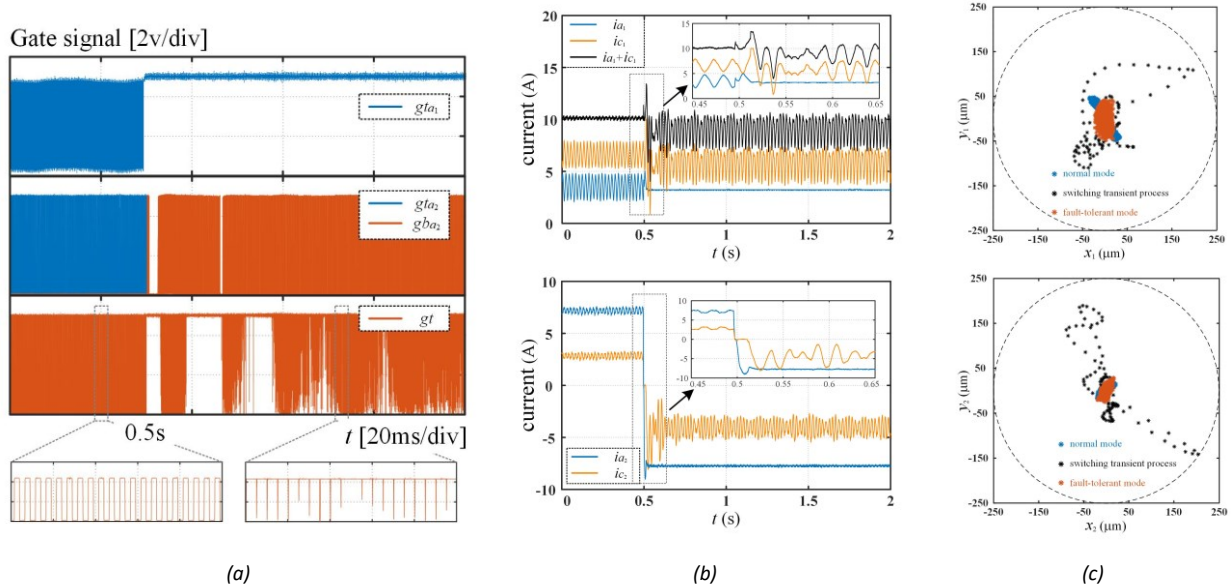 Gate signal [2v/div]
gta₁
gta₂
gba₂
gt
0.5s
t [20ms/div]
(a)
current (A)
20
15
10
5
0
ia₁
ic₁
ia₁+ic₁
15
10
5
0
0.45 0.5 0.55 0.6 0.65
0 0.5 1 1.5 2
t (s)
current (A)
10
5
0
-5
-10
10
5
0
-5
-10
0.45 0.5 0.55 0.6 0.65
ia₂
ic₂
0 0.5 1 1.5 2
t (s)
(b)
y₁ (μm)
250
150
50
-50
-150
-250
normal mode
switching transient process
fault-tolerant mode
-250 -150 -50 50 150 250
x₁ (μm)
y₂ (μm)
250
150
50
-50
-150
-250
normal mode
switching transient process
fault-tolerant mode
-250 -150 -50 50 150 250
x₂ (μm)
(c)